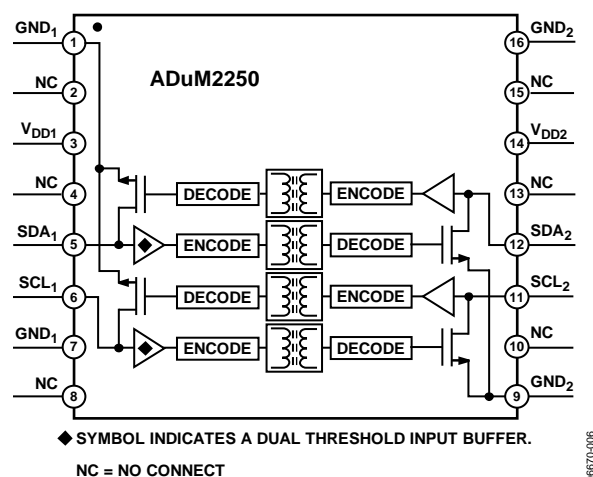 ADuM2250
GND1
1
NC
2
VDD1
3
NC
4
SDA1
5
SCL1
6
GND1
7
NC
8
16
GND2
15
NC
14
VDD2
13
NC
12
SDA2
11
SCL2
10
NC
9
GND2
DECODE
ENCODE
ENCODE
DECODE
DECODE
ENCODE
ENCODE
DECODE
SYMBOL INDICATES A DUAL THRESHOLD INPUT BUFFER.
NC = NO CONNECT
06670-006